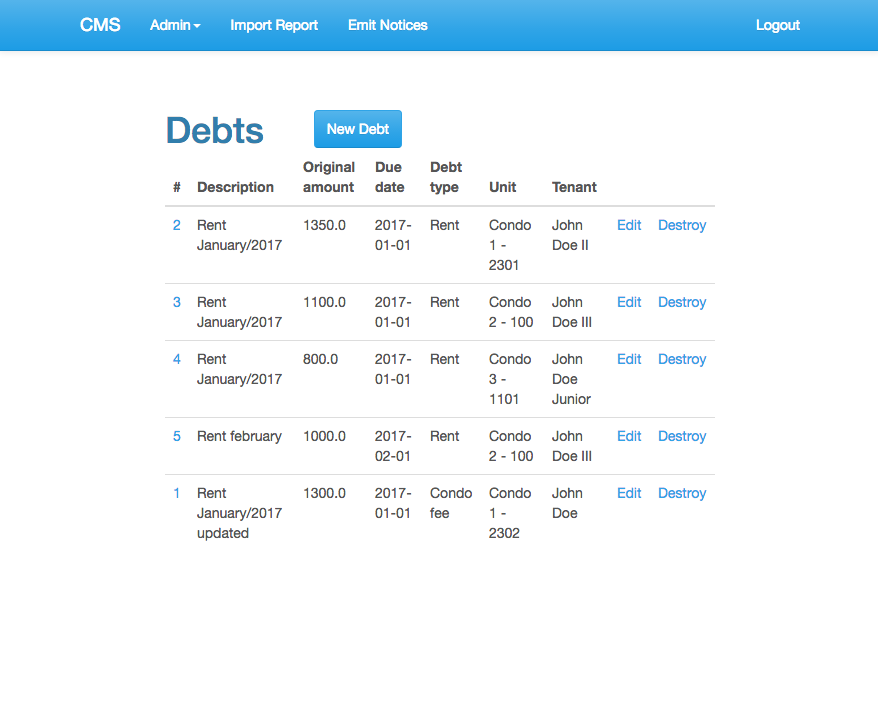 CMS Admin Import Report Emit Notices Logout
Debts New Debt
Original Due Debt
# Description amount date type Unit Tenant
2 Rent 1350.0 2017- Rent Condo John Edit Destroy
January/2017 01-01 1 - Doe II
2301
3 Rent 1100.0 2017- Rent Condo John Edit Destroy
January/2017 01-01 2 - 100 Doe III
4 Rent 800.0 2017- Rent Condo John Edit Destroy
January/2017 01-01 3 - Doe
1101 Junior
5 Rent february 1000.0 2017- Rent Condo John Edit Destroy
02-01 2 - 100 Doe III
1 Rent 1300.0 2017- Condo Condo John Edit Destroy
January/2017 01-01 fee 1 - Doe
updated 2302